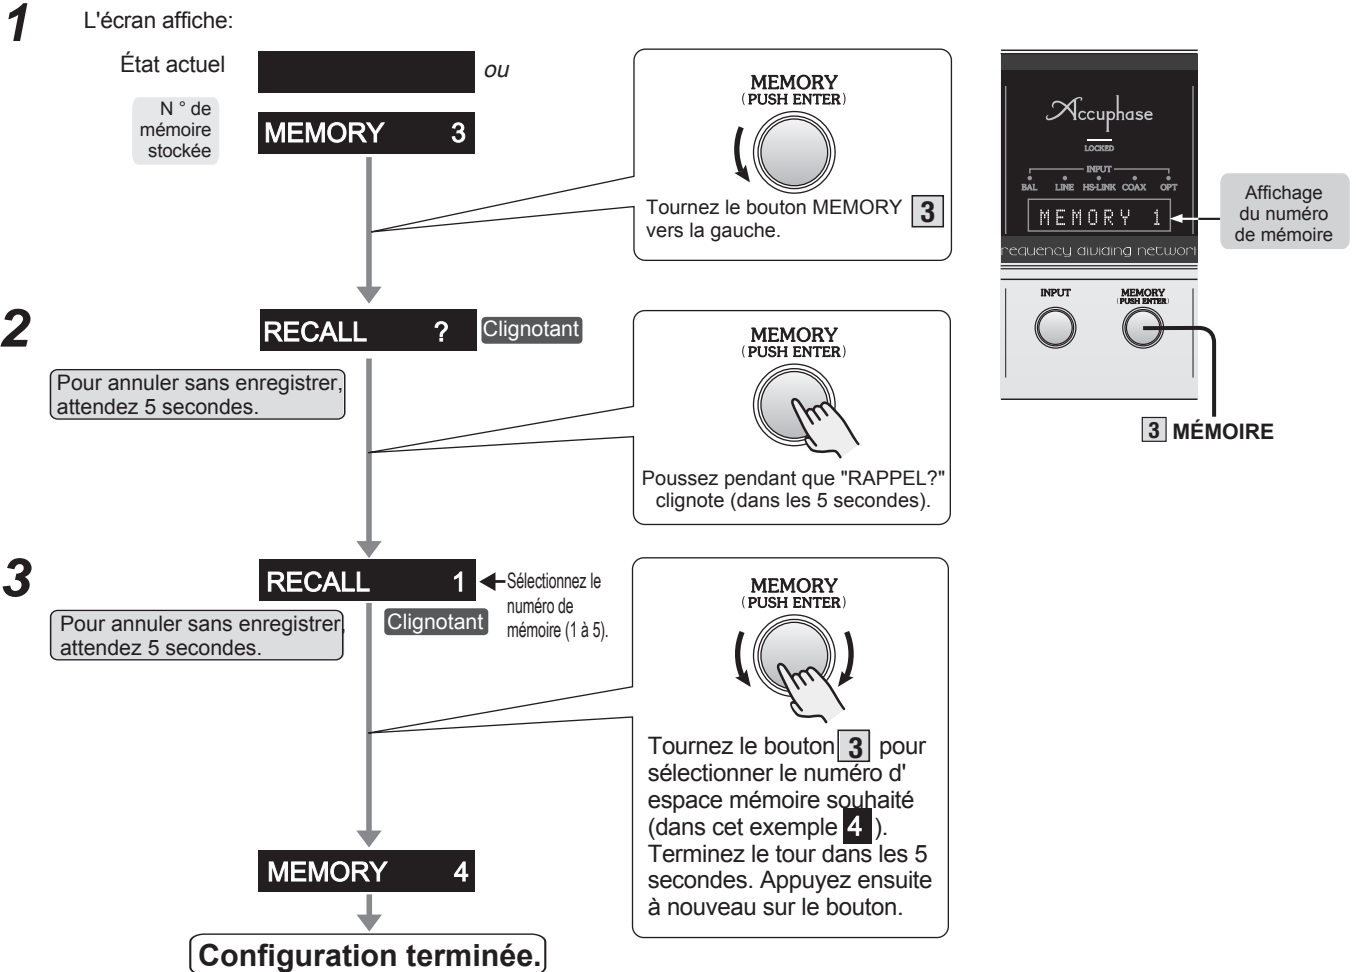 1
L'écran affiche:
État actuel
ou
N ° de
mémoire
stockée
MEMORY 3
MEMORY
(PUSH ENTER)
Tournez le bouton MEMORY 3
vers la gauche.
Accuphase
LOCKED
INPUT
BAL LINE HS-LINK COAX OPT
MEMORY 1
Affichage
du numéro
de mémoire
requency dividing networ
INPUT
MEMORY
(PUSH ENTER)
3 MÉMOIRE
2
RECALL ?
Clignotant
Pour annuler sans enregistrer,
attendez 5 secondes.
MEMORY
(PUSH ENTER)
Poussez pendant que "RAPPEL?"
clignote (dans les 5 secondes).
3
RECALL 1
Sélectionnez le
numéro de
mémoire (1 à 5).
Clignotant
Pour annuler sans enregistrer,
attendez 5 secondes.
MEMORY
(PUSH ENTER)
Tournez le bouton 3 pour
sélectionner le numéro d'
espace mémoire souhaité
(dans cet exemple 4 ).
Terminez le tour dans les 5
secondes. Appuyez ensuite
à nouveau sur le bouton.
MEMORY 4
Configuration terminée.